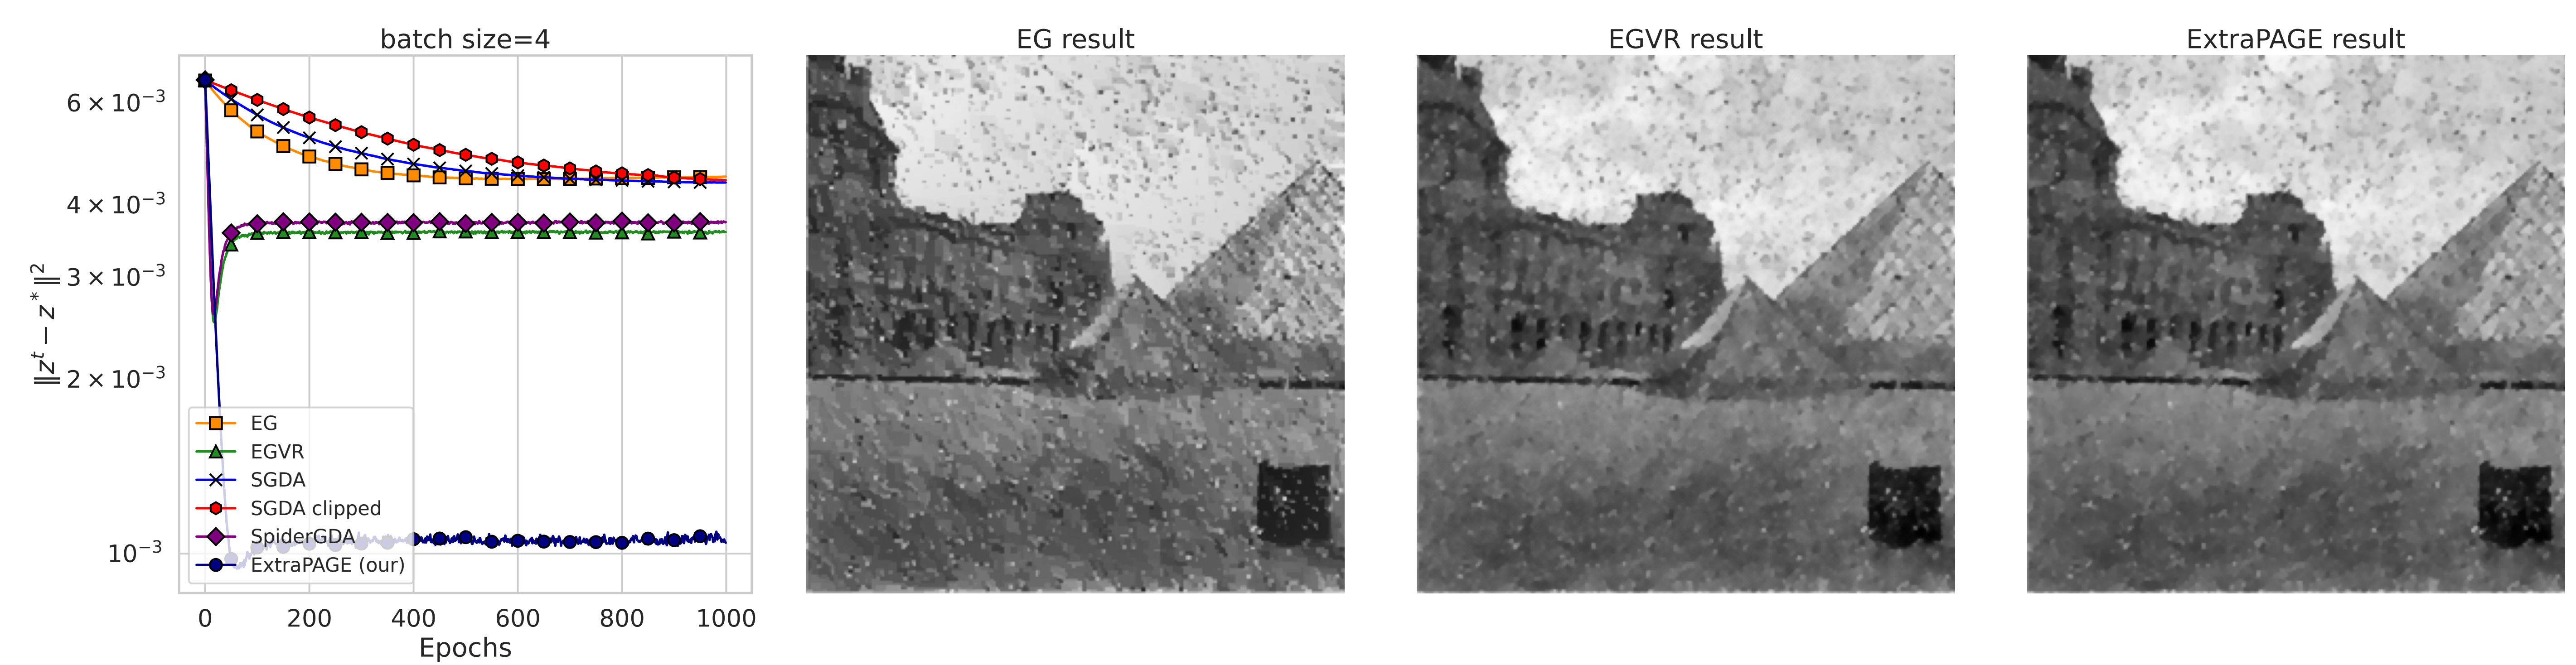 batch size=4
EG result
EGVR result
ExtraPAGE result
6 × 10⁻³
4 × 10⁻³
3 × 10⁻³
2 × 10⁻³
10⁻³
‖zᵗ − z*‖²
EG
EGVR
SGDA
SGDA clipped
SpiderGDA
ExtraPAGE (our)
0 200 400 600 800 1000
Epochs